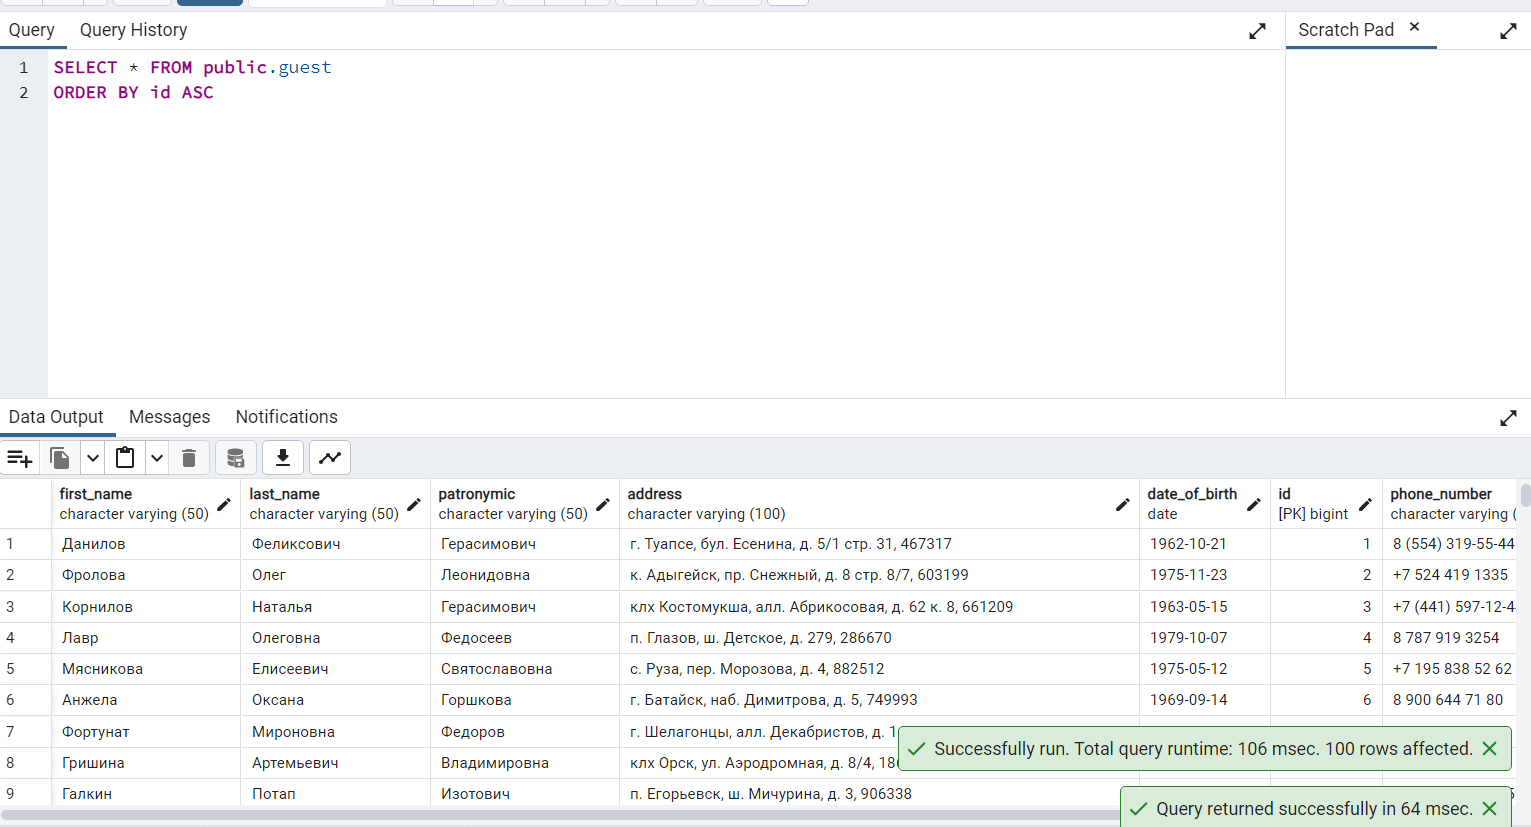 Query Query History Scratch Pad
1 SELECT * FROM public.guest
2 ORDER BY id ASC
Data Output Messages Notifications
first_name last_name patronymic address date_of_birth id phone_number
character varying (50) character varying (50) character varying (50) character varying (100) date [PK] bigint character varying (
1 Данилов Феликсович Герасимович г. Туапсе, бул. Есенина, д. 5/1 стр. 31, 467317 1962-10-21 1 8 (554) 319-55-44
2 Фролова Олег Леонидовна к. Адыгейск, пр. Снежный, д. 8 стр. 8/7, 603199 1975-11-23 2 +7 524 419 1335
3 Корнилов Наталья Герасимович клх Костомукша, алл. Абрикосовая, д. 62 к. 8, 661209 1963-05-15 3 +7 (441) 597-12-4
4 Лавр Олеговна Федосеев п. Глазов, ш. Детское, д. 279, 286670 1979-10-07 4 8 787 919 3254
5 Мясникова Елисеевич Святославовна с. Руза, пер. Морозова, д. 4, 882512 1975-05-12 5 +7 195 838 52 62
6 Анжела Оксана Горшкова г. Батайск, наб. Димитрова, д. 5, 749993 1969-09-14 6 8 900 644 71 80
7 Фортунат Мироновна Федоров г. Шелагонцы, алл. Декабристов, д. 1
Successfully run. Total query runtime: 106 msec. 100 rows affected.
8 Гришина Артемьевич Владимировна клх Орск, ул. Аэродромная, д. 8/4, 18
9 Галкин Потап Изотович п. Егорьевск, ш. Мичурина, д. 3, 906338
Query returned successfully in 64 msec.